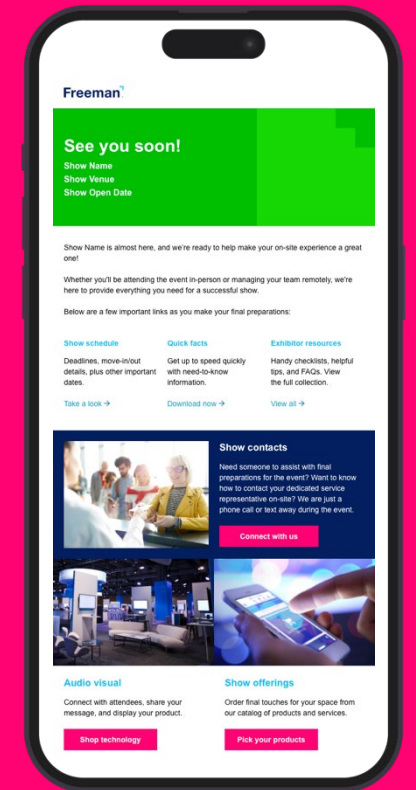 Freeman
See you soon!
Show Name
Show Venue
Show Open Date
Show Name is almost here, and we're ready to help make your on-site experience a great
one!
Whether you'll be attending the event in-person or managing your team remotely, we're
here to provide everything you need for a successful show.
Below are a few important links as you make your final preparations:
Show schedule
Deadlines, move-in/out
details, plus other important
dates.
Take a look →
Quick facts
Get up to speed quickly
with need-to-know
information.
Download now →
Exhibitor resources
Handy checklists, helpful
tips, and FAQs. View
the full collection.
View all →
Show contacts
Need someone to assist with final
preparations for the event? Want to know
how to contact your dedicated service
representative on-site? We are just a
phone call or text away during the event.
Connect with us
Audio visual
Connect with attendees, share your
message, and display your product.
Shop technology
Show offerings
Order final touches for your space from
our catalog of products and services.
Pick your products